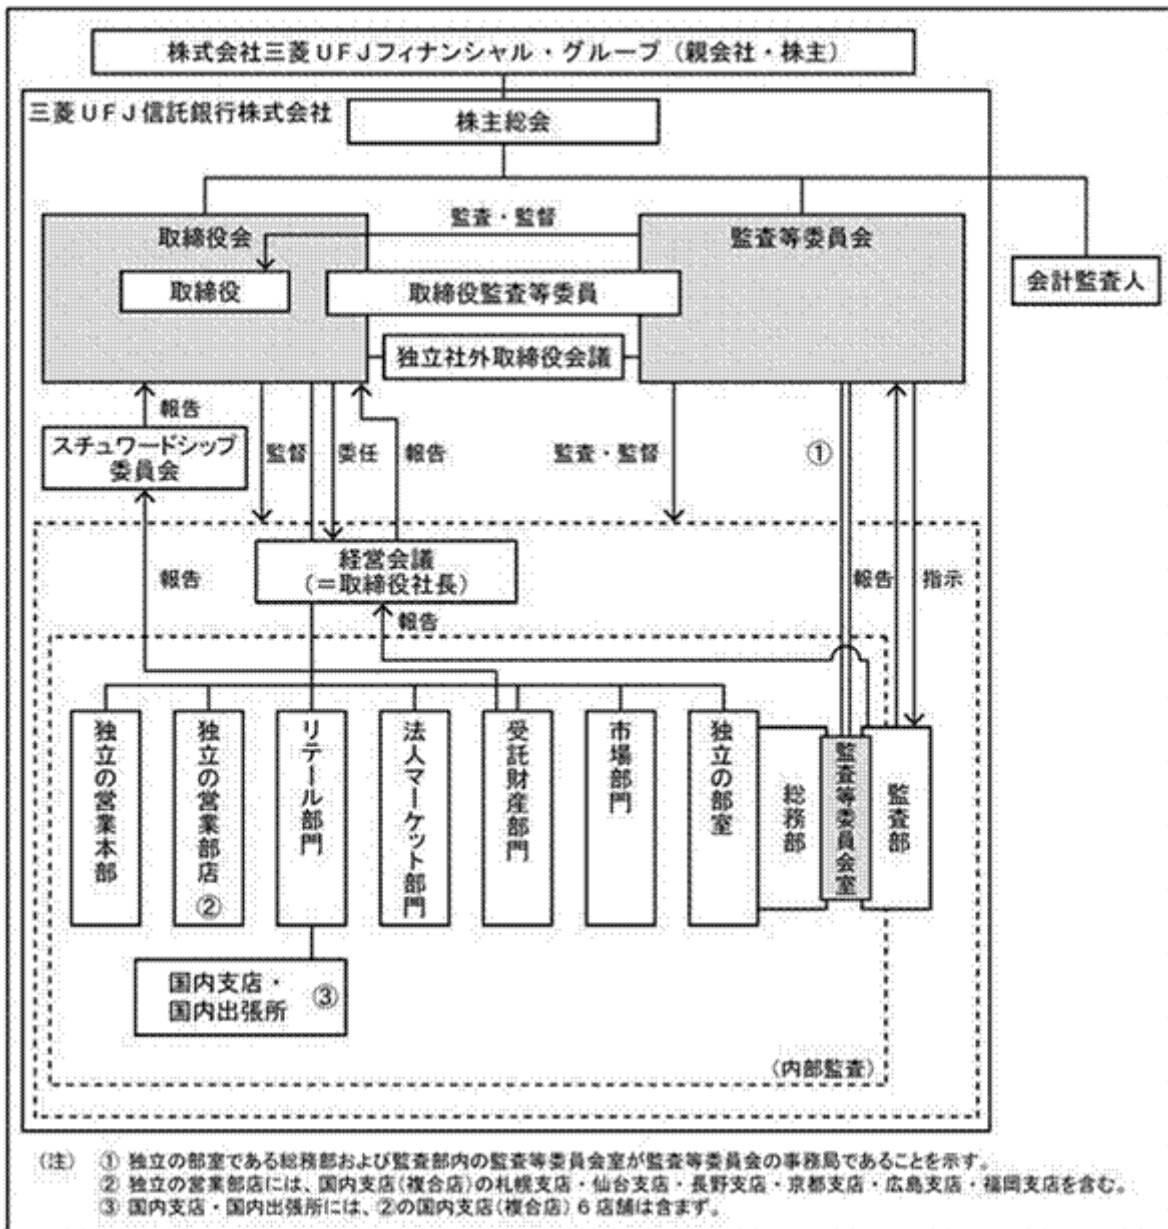 株式会社三菱UFJフィナンシャル・グループ（親会社・株主）
三菱UFJ信託銀行株式会社
株主総会
取締役会
監査・監督
監査等委員会
取締役
取締役監査等委員
会計監査人
独立社外取締役会議
報告
スチュワードシップ
委員会
監督
委任
報告
監査・監督
①
経営会議
（＝取締役社長）
報告
報告
報告
指示
独立の営業本部
独立の営業部店②
リテール部門
法人マーケット部門
受託財産部門
市場部門
独立の部室
総務部
監査等委員会室
監査部
国内支店・
国内出張所
③
（内部監査）
（注） ① 独立の部室である総務部および監査部内の監査等委員会室が監査等委員会の事務局であることを示す。
② 独立の営業部店には、国内支店（複合店）の札幌支店・仙台支店・長野支店・京都支店・広島支店・福岡支店を含む。
③ 国内支店・国内出張所には、②の国内支店（複合店）６店舗は含まず。